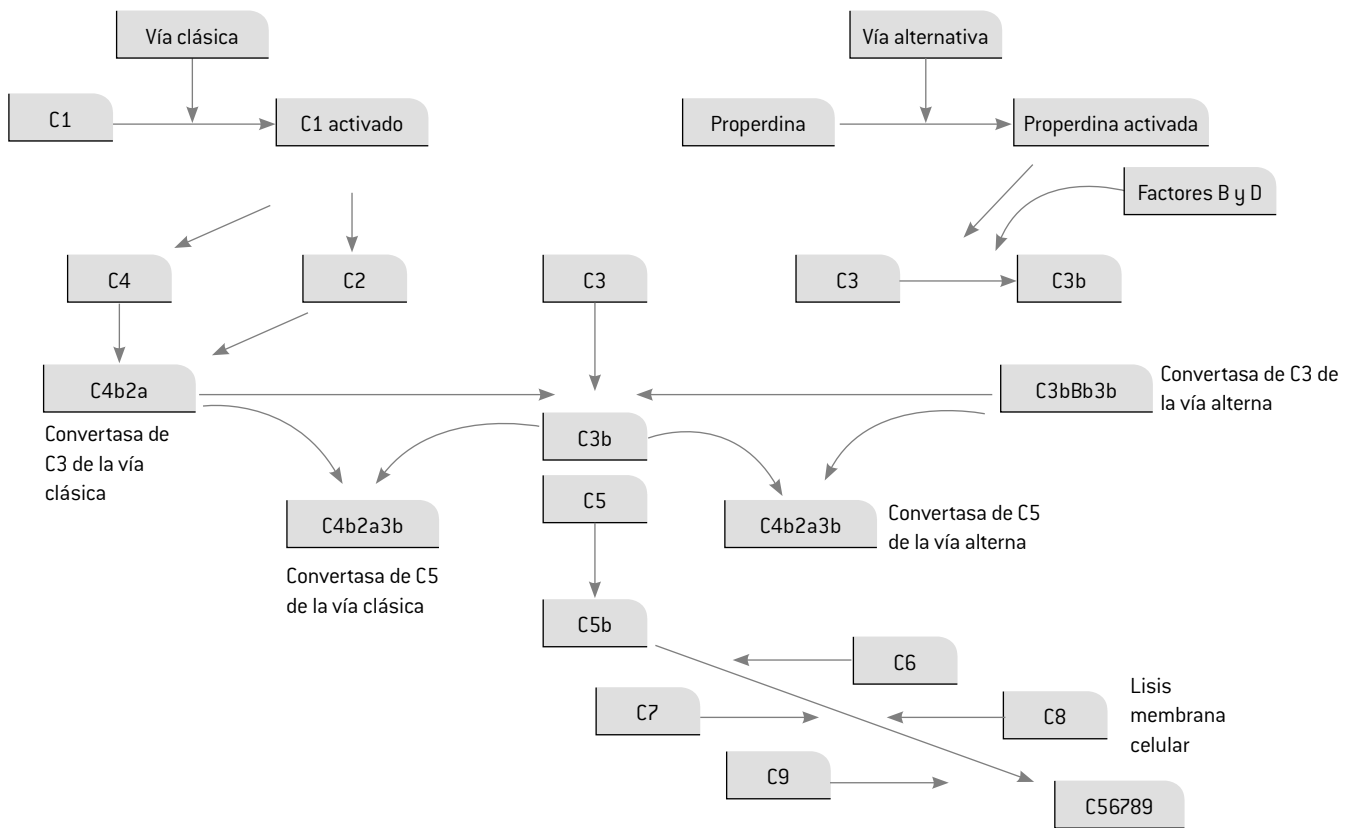 Vía clásica
Vía alternativa
C1
C1 activado
Properdina
Properdina activada
Factores B y D
C4
C2
C3
C3
C3b
C4b2a
C3bBb3b
Convertasa de C3 de
la vía alterna
Convertasa de
C3 de la vía
clásica
C3b
C5
C4b2a3b
C4b2a3b
Convertasa de C5
de la vía alterna
Convertasa de C5
de la vía clásica
C5b
C6
C7
C8
Lisis
membrana
celular
C9
C56789